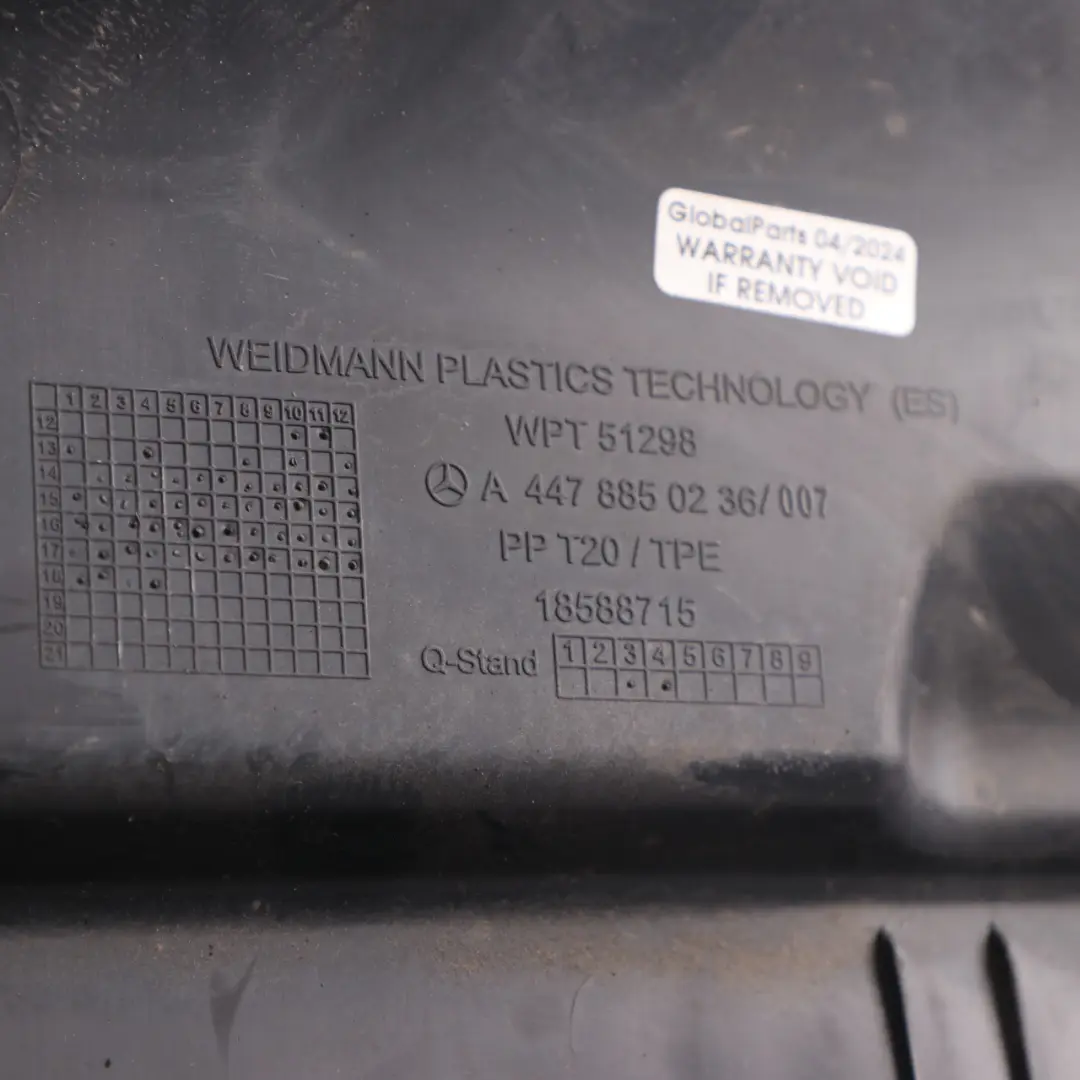 GlobalParts 04/2024
WARRANTY VOID
IF REMOVED
WEIDMANN PLASTICS TECHNOLOGY (ES)
WPT 51298
A 447 885 02 36/ 007
PP T20 / TPE
18588715
1 2 3 4 5 6 7 8 9 10 11 12
12
13
14
15
16
17
18
19
20
21
Q-Stand 1 2 3 4 5 6 7 8 9